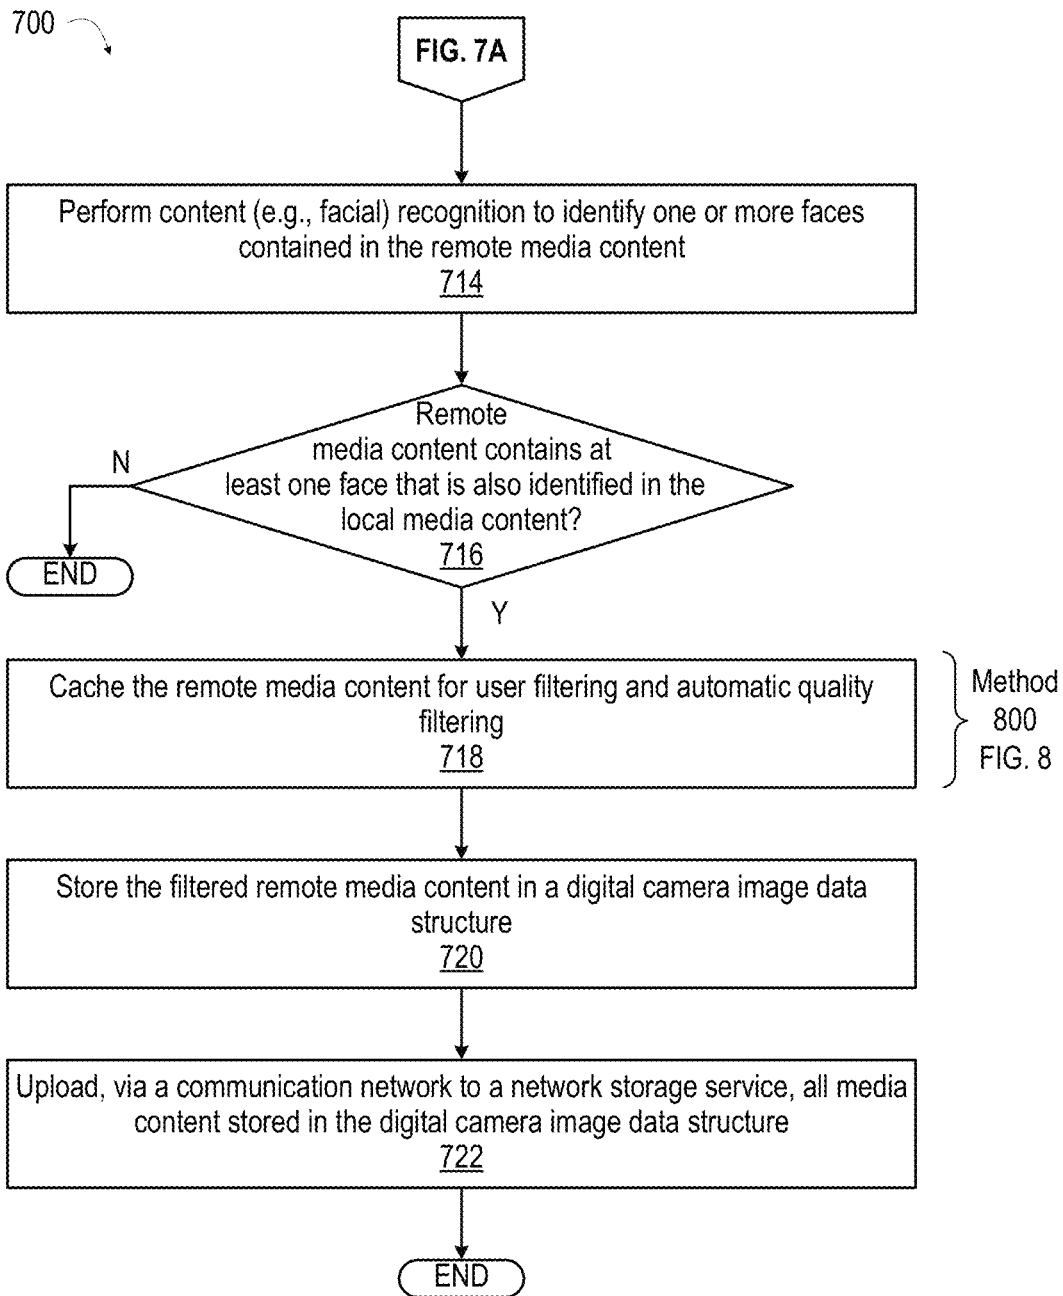 700
FIG. 7A
Perform content (e.g., facial) recognition to identify one or more faces
contained in the remote media content
714
Remote
media content contains at
least one face that is also identified in the
local media content?
716
N
END
Y
Cache the remote media content for user filtering and automatic quality
filtering
718
Method
800
FIG. 8
Store the filtered remote media content in a digital camera image data
structure
720
Upload, via a communication network to a network storage service, all media
content stored in the digital camera image data structure
722
END